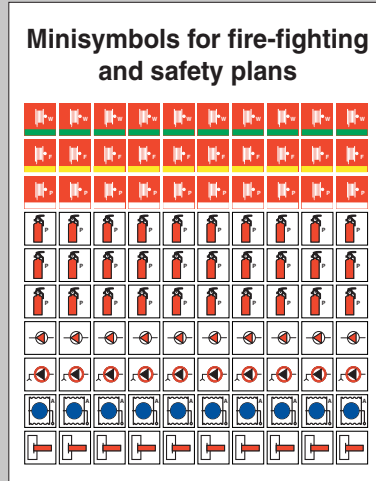 Minisymbols for fire-fighting
and safety plans
W W W W W W W W W W
F F F F F F F F F F
P P P P P P P P P P
P P P P P P P P P P
P P P P P P P P P P
P P P P P P P P P P
A A A A A A A A A A